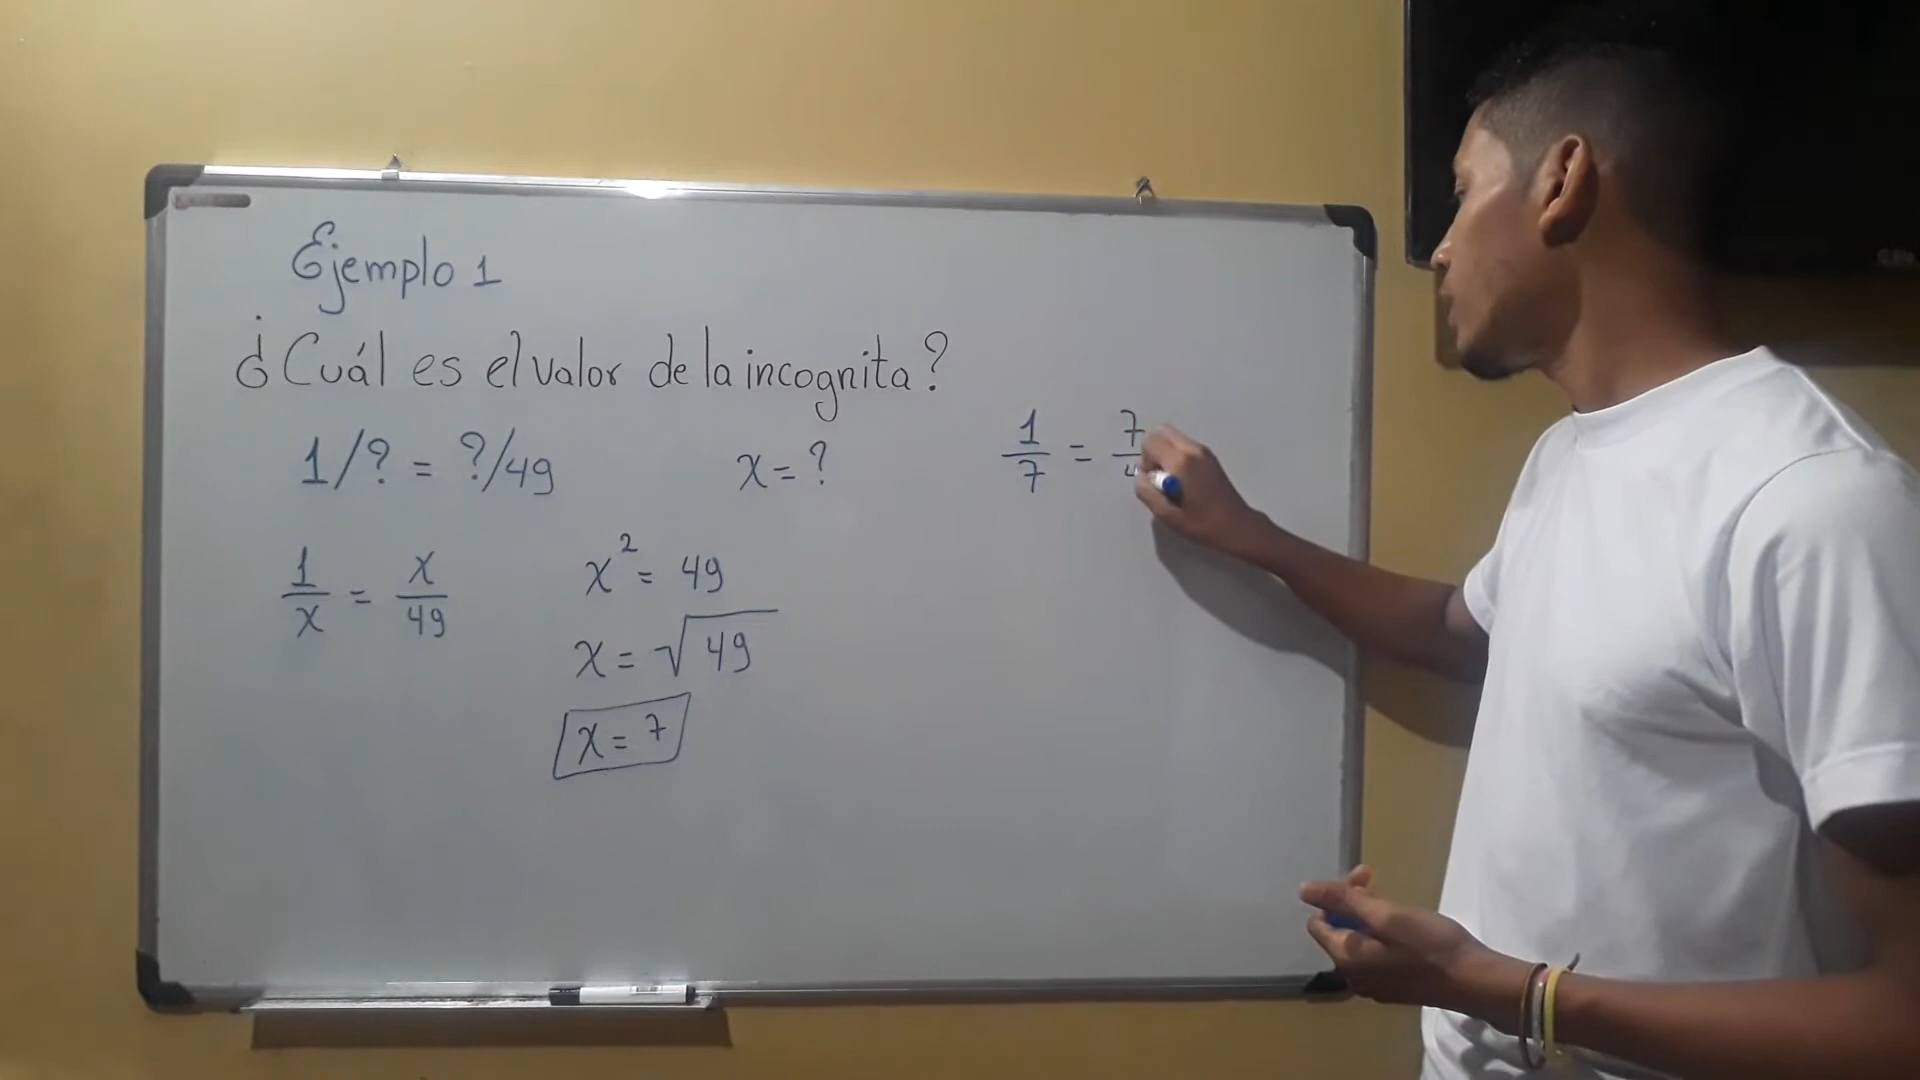 Ejemplo 1
¿Cuál es el valor de la incognita?
1/? = ?/49
x = ?
1/7 = 7/4
1/x = x/49
x² = 49
x = √49
x = 7